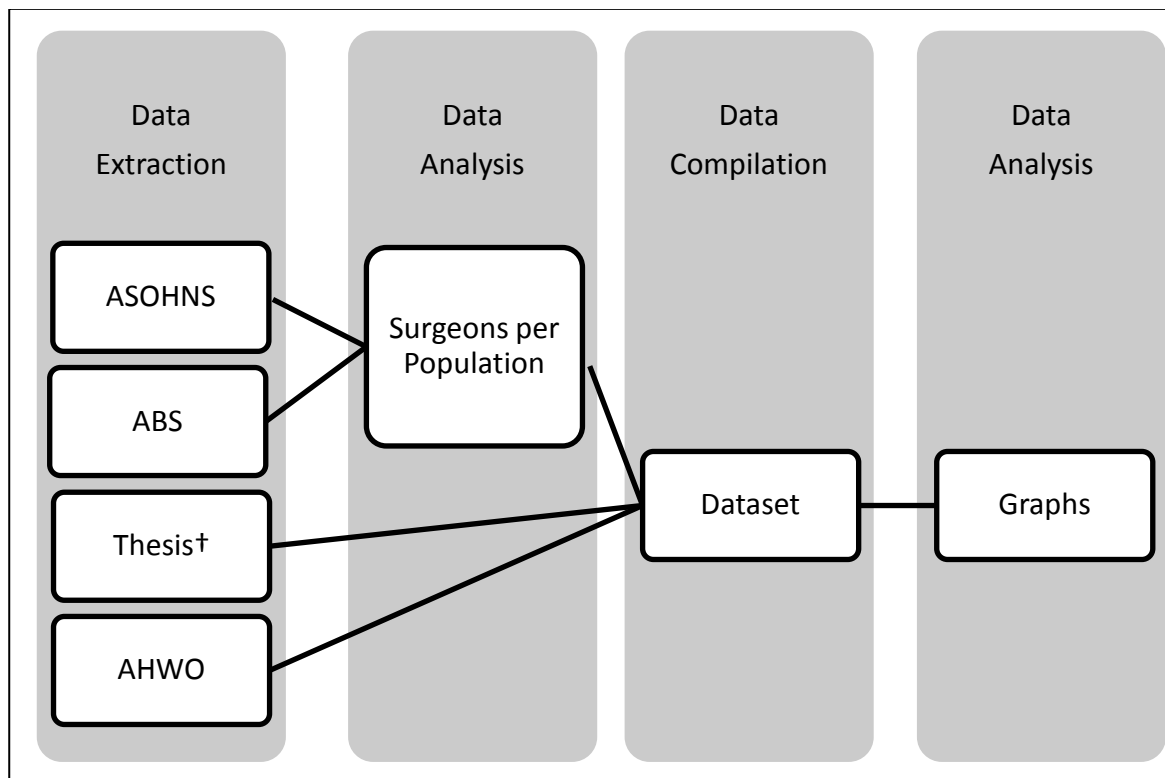 Data
Extraction
Data
Analysis
Data
Compilation
Data
Analysis
ASOHNS
ABS
Thesis†
AHWO
Surgeons per
Population
Dataset
Graphs